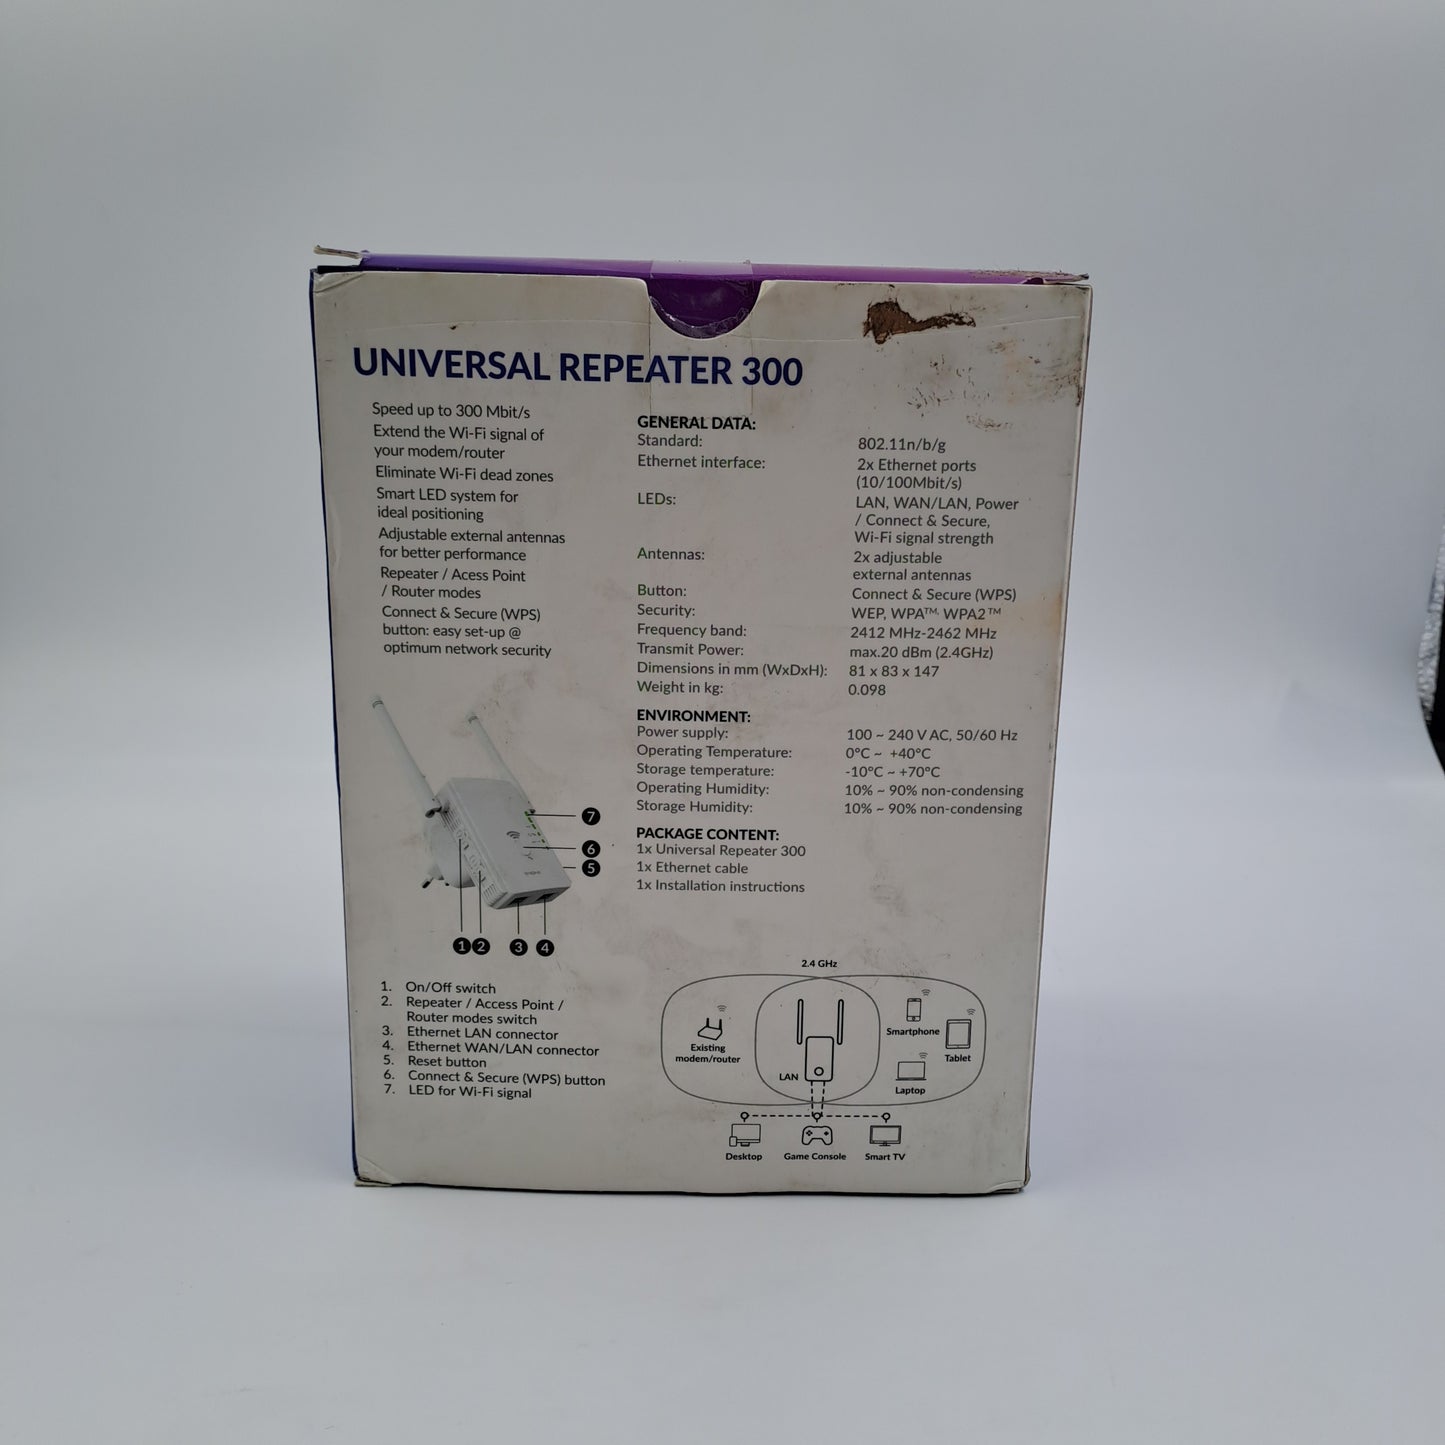 UNIVERSAL REPEATER 300
Speed up to 300 Mbit/s
Extend the Wi-Fi signal of
your modem/router
Eliminate Wi-Fi dead zones
Smart LED system for
ideal positioning
Adjustable external antennas
for better performance
Repeater / Acess Point
/ Router modes
Connect & Secure (WPS)
button: easy set-up @
optimum network security
GENERAL DATA:
Standard: 802.11n/b/g
Ethernet interface: 2x Ethernet ports
(10/100Mbit/s)
LEDs: LAN, WAN/LAN, Power
/ Connect & Secure,
Wi-Fi signal strength
Antennas: 2x adjustable
external antennas
Button: Connect & Secure (WPS)
Security: WEP, WPA™, WPA2™
Frequency band: 2412 MHz-2462 MHz
Transmit Power: max.20 dBm (2.4GHz)
Dimensions in mm (WxDxH): 81 x 83 x 147
Weight in kg: 0.098
ENVIRONMENT:
Power supply: 100 ~ 240 V AC, 50/60 Hz
Operating Temperature: 0°C ~ +40°C
Storage temperature: -10°C ~ +70°C
Operating Humidity: 10% ~ 90% non-condensing
Storage Humidity: 10% ~ 90% non-condensing
PACKAGE CONTENT:
1x Universal Repeater 300
1x Ethernet cable
1x Installation instructions
7
6
5
1 2 3 4
1. On/Off switch
2. Repeater / Access Point /
Router modes switch
3. Ethernet LAN connector
4. Ethernet WAN/LAN connector
5. Reset button
6. Connect & Secure (WPS) button
7. LED for Wi-Fi signal
2.4 GHz
Existing
modem/router
LAN
Smartphone
Tablet
Laptop
Desktop
Game Console
Smart TV